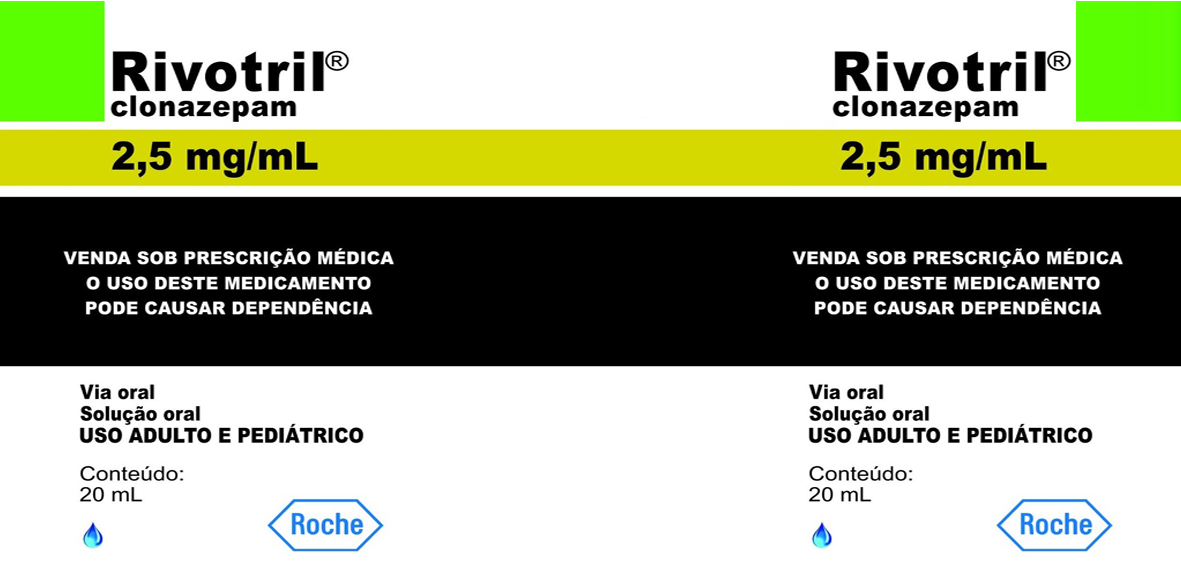 Rivotril®
clonazepam
2,5 mg/mL
VENDA SOB PRESCRIÇÃO MÉDICA
O USO DESTE MEDICAMENTO
PODE CAUSAR DEPENDÊNCIA
Via oral
Solução oral
USO ADULTO E PEDIÁTRICO
Conteúdo:
20 mL
Roche
Rivotril®
clonazepam
2,5 mg/mL
VENDA SOB PRESCRIÇÃO MÉDICA
O USO DESTE MEDICAMENTO
PODE CAUSAR DEPENDÊNCIA
Via oral
Solução oral
USO ADULTO E PEDIÁTRICO
Conteúdo:
20 mL
Roche